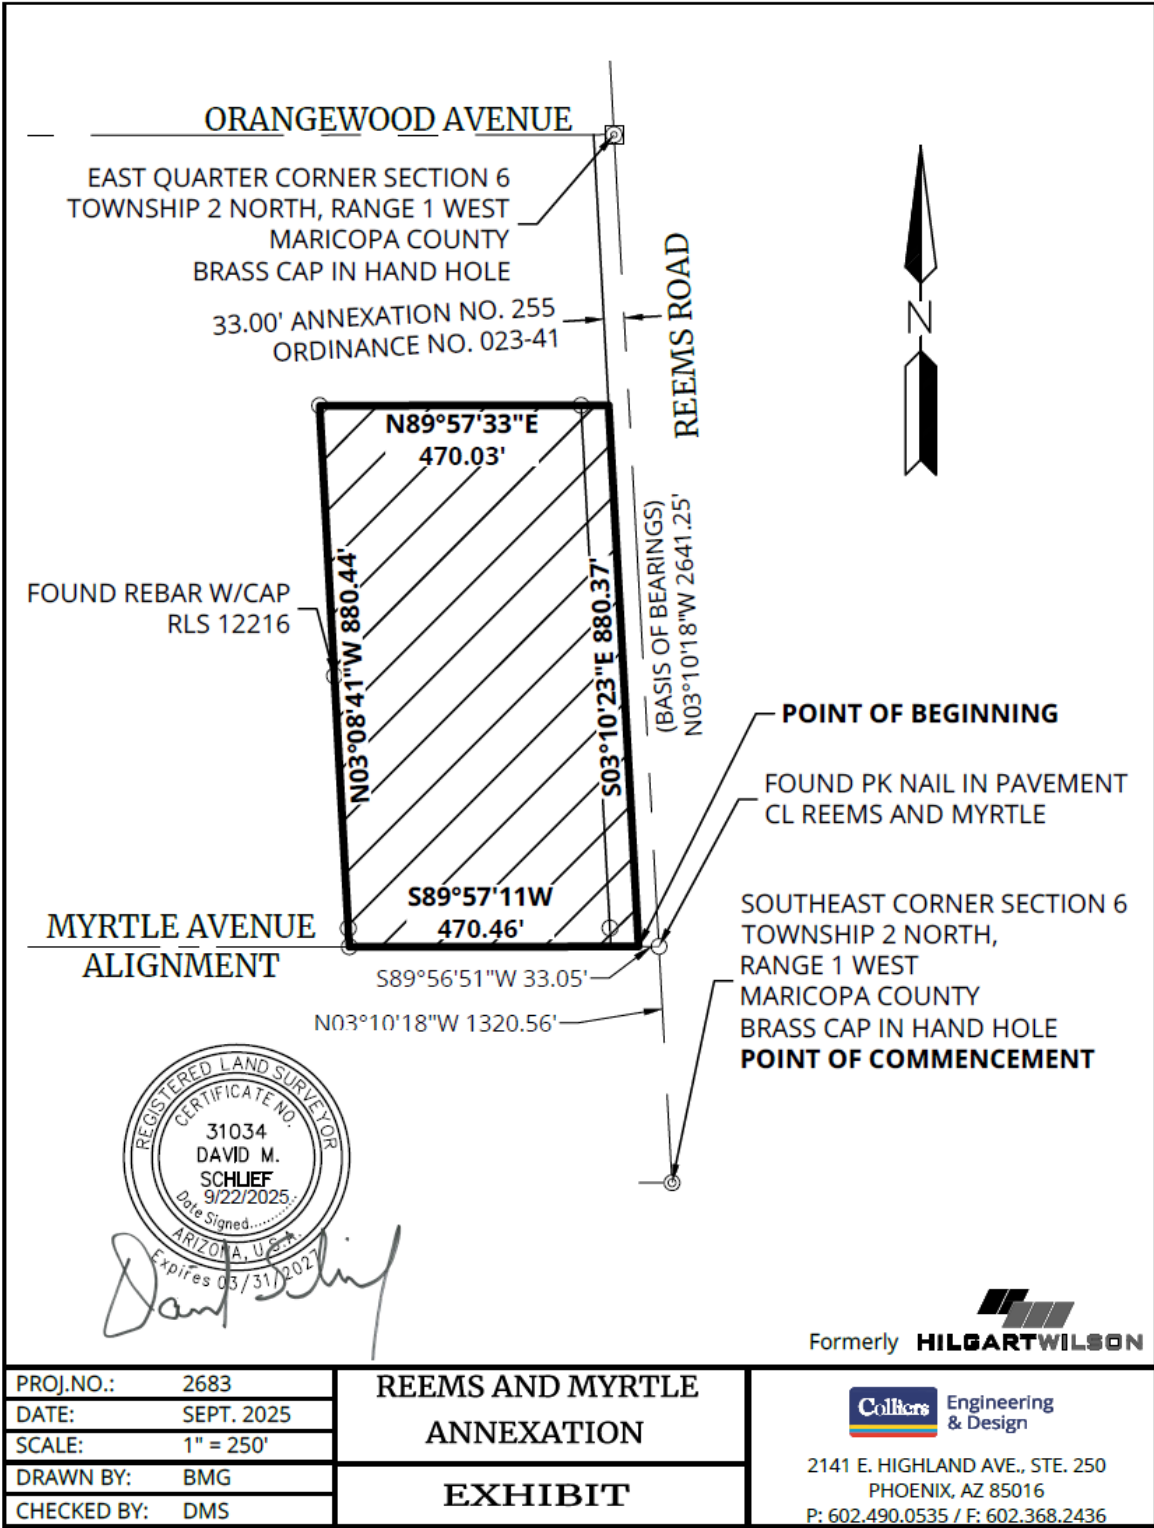 ORANGEWOOD AVENUE
EAST QUARTER CORNER SECTION 6
TOWNSHIP 2 NORTH, RANGE 1 WEST
MARICOPA COUNTY
BRASS CAP IN HAND HOLE
33.00' ANNEXATION NO. 255
ORDINANCE NO. 023-41
REEMS ROAD
N
N89°57'33"E
470.03'
(BASIS OF BEARINGS)
N03°10'18"W 2641.25'
FOUND REBAR W/CAP
RLS 12216
N03°08'41"W 880.44'
S03°10'23"E 880.37'
POINT OF BEGINNING
FOUND PK NAIL IN PAVEMENT
CL REEMS AND MYRTLE
S89°57'11W
470.46'
MYRTLE AVENUE
ALIGNMENT
S89°56'51"W 33.05'
N03°10'18"W 1320.56'
SOUTHEAST CORNER SECTION 6
TOWNSHIP 2 NORTH,
RANGE 1 WEST
MARICOPA COUNTY
BRASS CAP IN HAND HOLE
POINT OF COMMENCEMENT
REGISTERED LAND SURVEYOR
CERTIFICATE NO.
31034
DAVID M.
SCHLIEF
9/22/2025
Date Signed..........
ARIZONA, U.S.A.
Expires 03/31/2027
Formerly HILGARTWILSON
PROJ.NO.: 2683
DATE: SEPT. 2025
SCALE: 1" = 250'
DRAWN BY: BMG
CHECKED BY: DMS
REEMS AND MYRTLE
ANNEXATION
EXHIBIT
Colliers
Engineering
& Design
2141 E. HIGHLAND AVE., STE. 250
PHOENIX, AZ 85016
P: 602.490.0535 / F: 602.368.2436